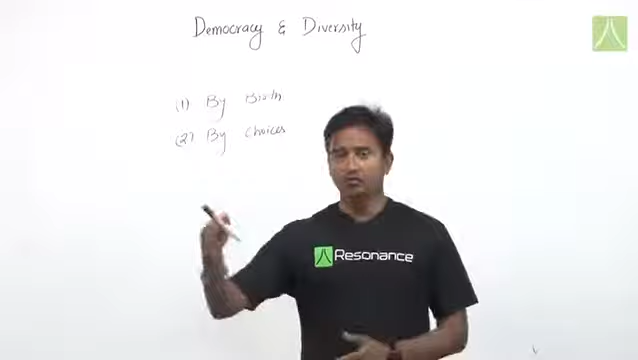 Democracy & Diversity
(1) By Birth
(2) By Choices
Resonance